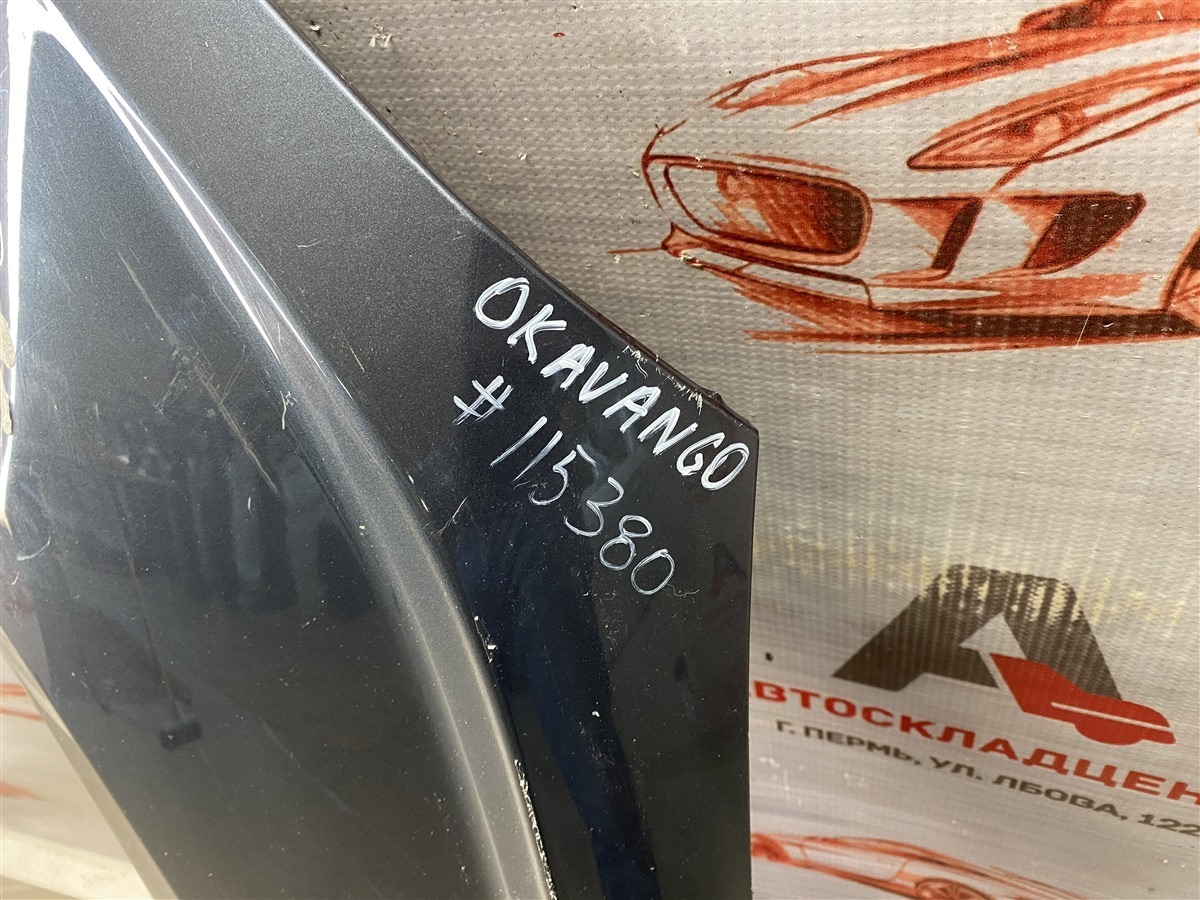 OKAVANGO
#115380
АВТОСКЛАДЦЕН
Г. ПЕРМЬ, УЛ. ЛБОВА, 122